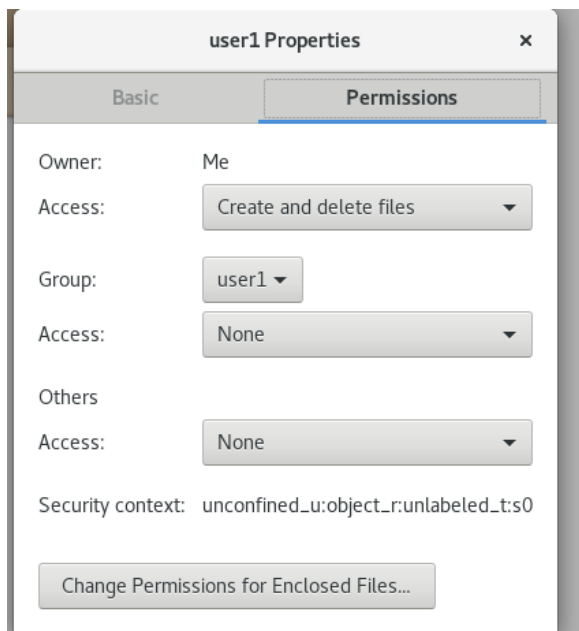 user1 Properties ×
Basic Permissions
Owner: Me
Access: Create and delete files
Group: user1
Access: None
Others
Access: None
Security context: unconfined_u:object_r:unlabeled_t:s0
Change Permissions for Enclosed Files...